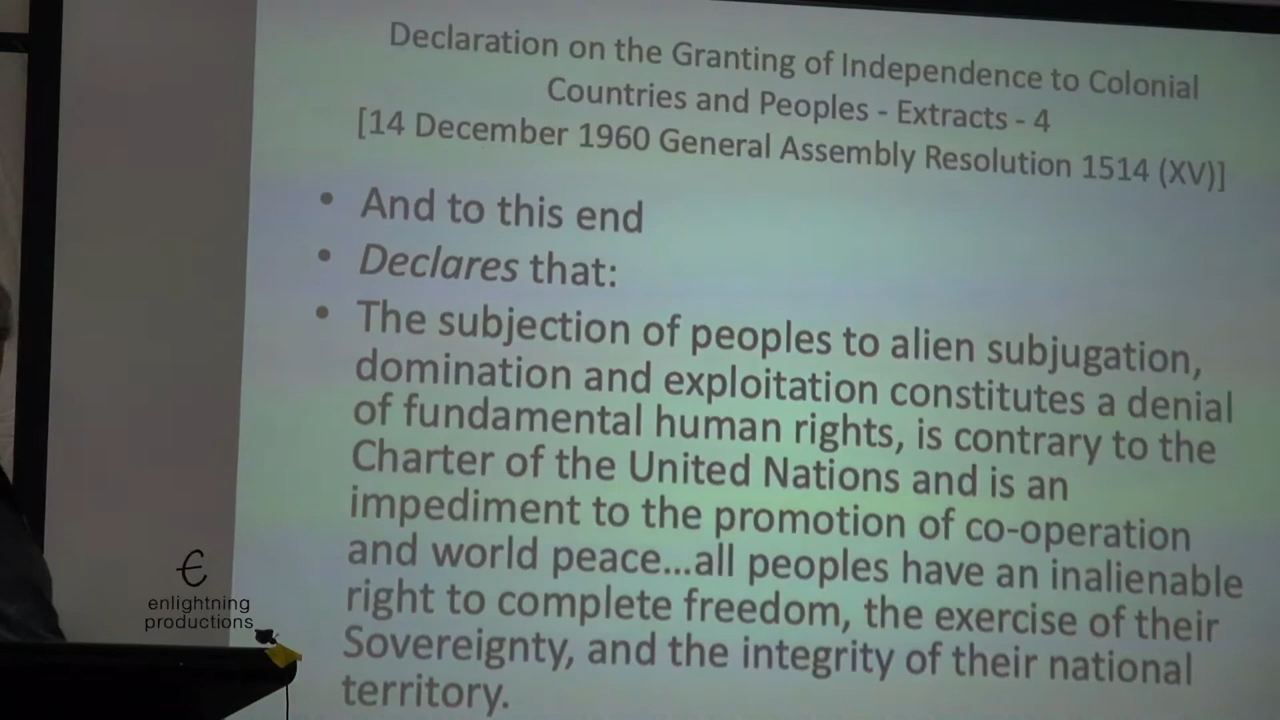 Declaration on the Granting of Independence to Colonial
Countries and Peoples - Extracts - 4
[14 December 1960 General Assembly Resolution 1514 (XV)]
• And to this end
• Declares that:
• The subjection of peoples to alien subjugation,
domination and exploitation constitutes a denial
of fundamental human rights, is contrary to the
Charter of the United Nations and is an
impediment to the promotion of co-operation
and world peace...all peoples have an inalienable
right to complete freedom, the exercise of their
Sovereignty, and the integrity of their national
territory.
€
enlightning
productions